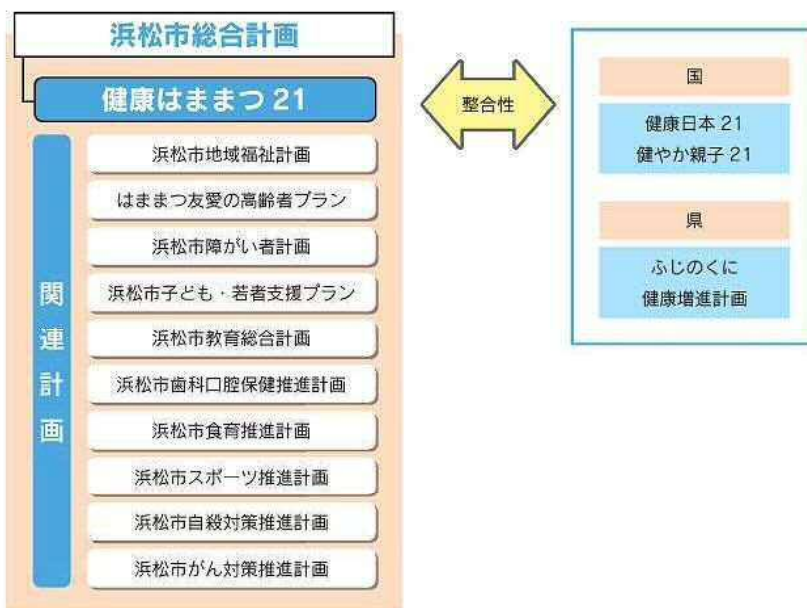 浜松市総合計画
健康はままつ 21
関連計画
浜松市地域福祉計画
はままつ友愛の高齢者プラン
浜松市障がい者計画
浜松市子ども・若者支援プラン
浜松市教育総合計画
浜松市歯科口腔保健推進計画
浜松市食育推進計画
浜松市スポーツ推進計画
浜松市自殺対策推進計画
浜松市がん対策推進計画
整合性
国
健康日本 21
健やか親子 21
県
ふじのくに
健康増進計画